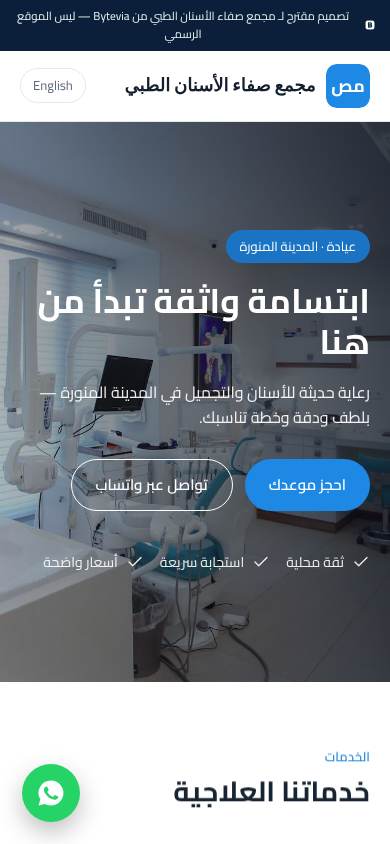 تصميم مقترح لـ مجمع صفاء الأسنان الطبي من Bytevia — ليس الموقع
الرسمي
مص
مجمع صفاء الأسنان الطبي
English
عيادة · المدينة المنورة
ابتسامة واثقة تبدأ من
هنا
رعاية حديثة للأسنان والتجميل في المدينة المنورة —
بلطف ودقة وخطة تناسبك.
احجز موعدك
تواصل عبر واتساب
ثقة محلية
استجابة سريعة
أسعار واضحة
الخدمات
خدماتنا العلاجية